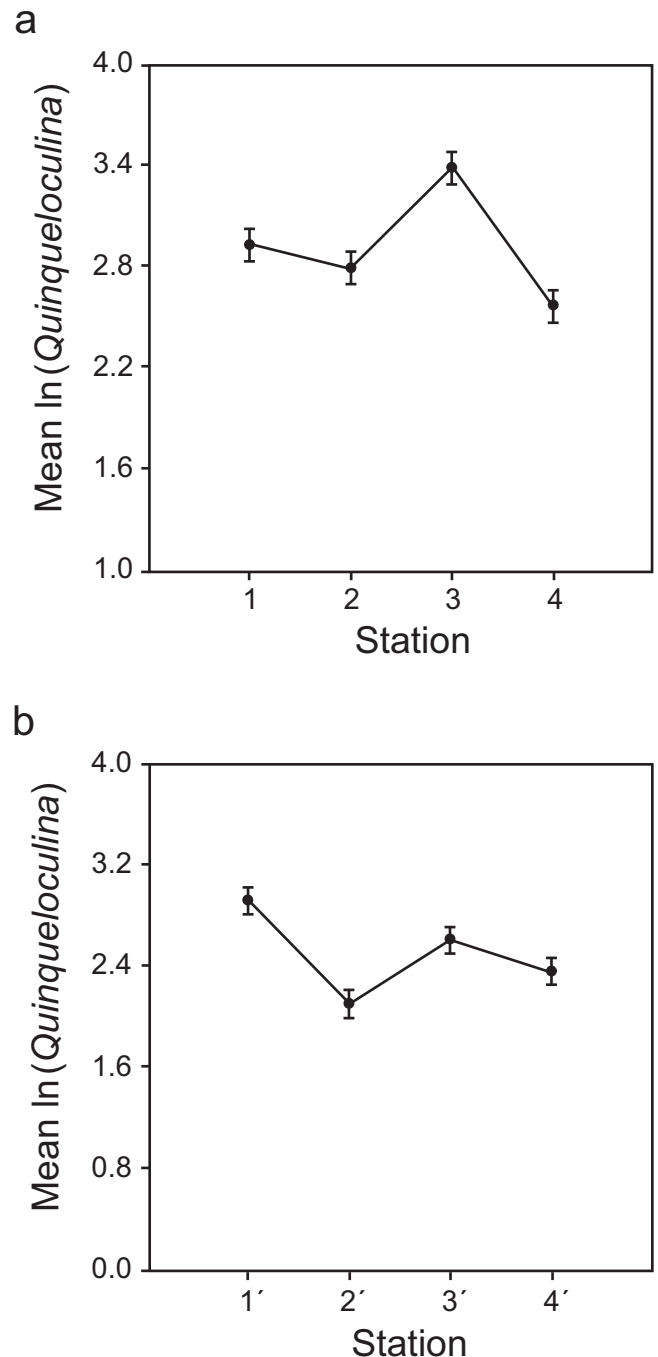 a
Mean ln(Quinqueloculina)
4.0
3.4
2.8
2.2
1.6
1.0
1 2 3 4
Station
b
Mean ln(Quinqueloculina)
4.0
3.2
2.4
1.6
0.8
0.0
1´ 2´ 3´ 4´
Station